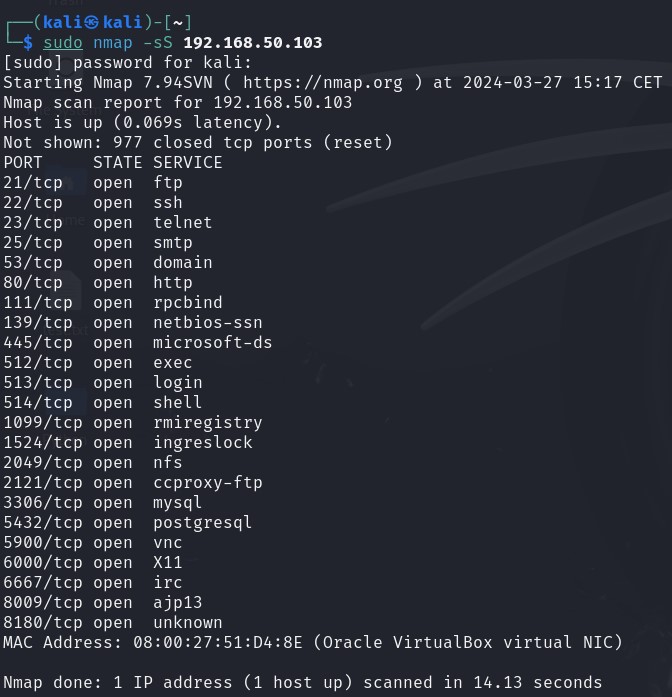 ┌──(kali㉿kali)-[~]
└─$ sudo nmap -sS 192.168.50.103
[sudo] password for kali:
Starting Nmap 7.94SVN ( https://nmap.org ) at 2024-03-27 15:17 CET
Nmap scan report for 192.168.50.103
Host is up (0.069s latency).
Not shown: 977 closed tcp ports (reset)
PORT     STATE SERVICE
21/tcp   open  ftp
22/tcp   open  ssh
23/tcp   open  telnet
25/tcp   open  smtp
53/tcp   open  domain
80/tcp   open  http
111/tcp  open  rpcbind
139/tcp  open  netbios-ssn
445/tcp  open  microsoft-ds
512/tcp  open  exec
513/tcp  open  login
514/tcp  open  shell
1099/tcp open  rmiregistry
1524/tcp open  ingreslock
2049/tcp open  nfs
2121/tcp open  ccproxy-ftp
3306/tcp open  mysql
5432/tcp open  postgresql
5900/tcp open  vnc
6000/tcp open  X11
6667/tcp open  irc
8009/tcp open  ajp13
8180/tcp open  unknown
MAC Address: 08:00:27:51:D4:8E (Oracle VirtualBox virtual NIC)

Nmap done: 1 IP address (1 host up) scanned in 14.13 seconds